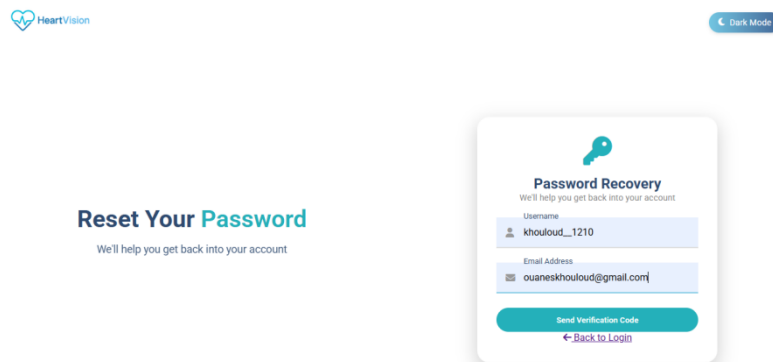 HeartVision
Dark Mode
Reset Your Password
We'll help you get back into your account
Password Recovery
We'll help you get back into your account
Username
khouloud__1210
Email Address
ouaneskhouloud@gmail.com
Send Verification Code
Back to Login